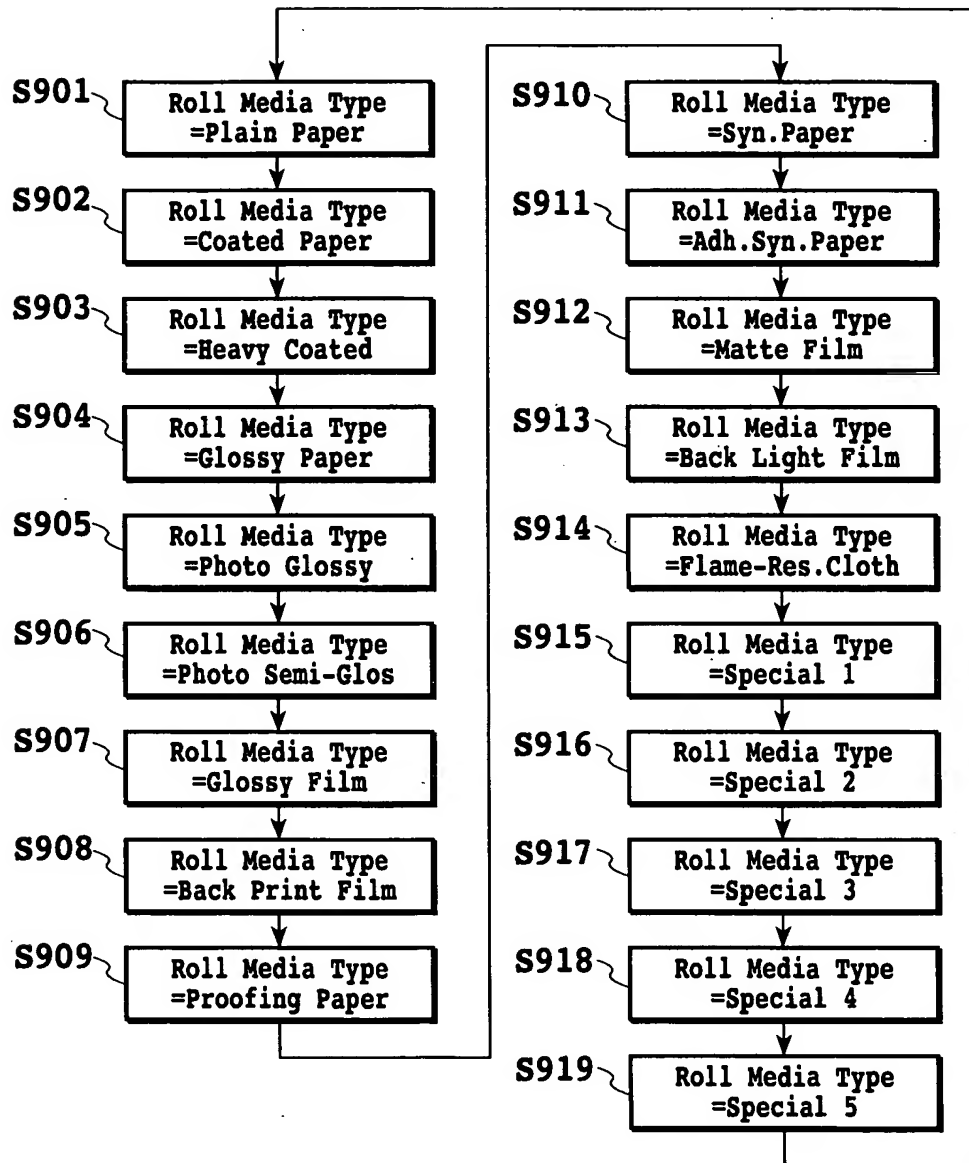 S901
Roll Media Type
=Plain Paper
S902
Roll Media Type
=Coated Paper
S903
Roll Media Type
=Heavy Coated
S904
Roll Media Type
=Glossy Paper
S905
Roll Media Type
=Photo Glossy
S906
Roll Media Type
=Photo Semi-Glos
S907
Roll Media Type
=Glossy Film
S908
Roll Media Type
=Back Print Film
S909
Roll Media Type
=Proofing Paper
S910
Roll Media Type
=Syn.Paper
S911
Roll Media Type
=Adh.Syn.Paper
S912
Roll Media Type
=Matte Film
S913
Roll Media Type
=Back Light Film
S914
Roll Media Type
=Flame-Res.Cloth
S915
Roll Media Type
=Special 1
S916
Roll Media Type
=Special 2
S917
Roll Media Type
=Special 3
S918
Roll Media Type
=Special 4
S919
Roll Media Type
=Special 5